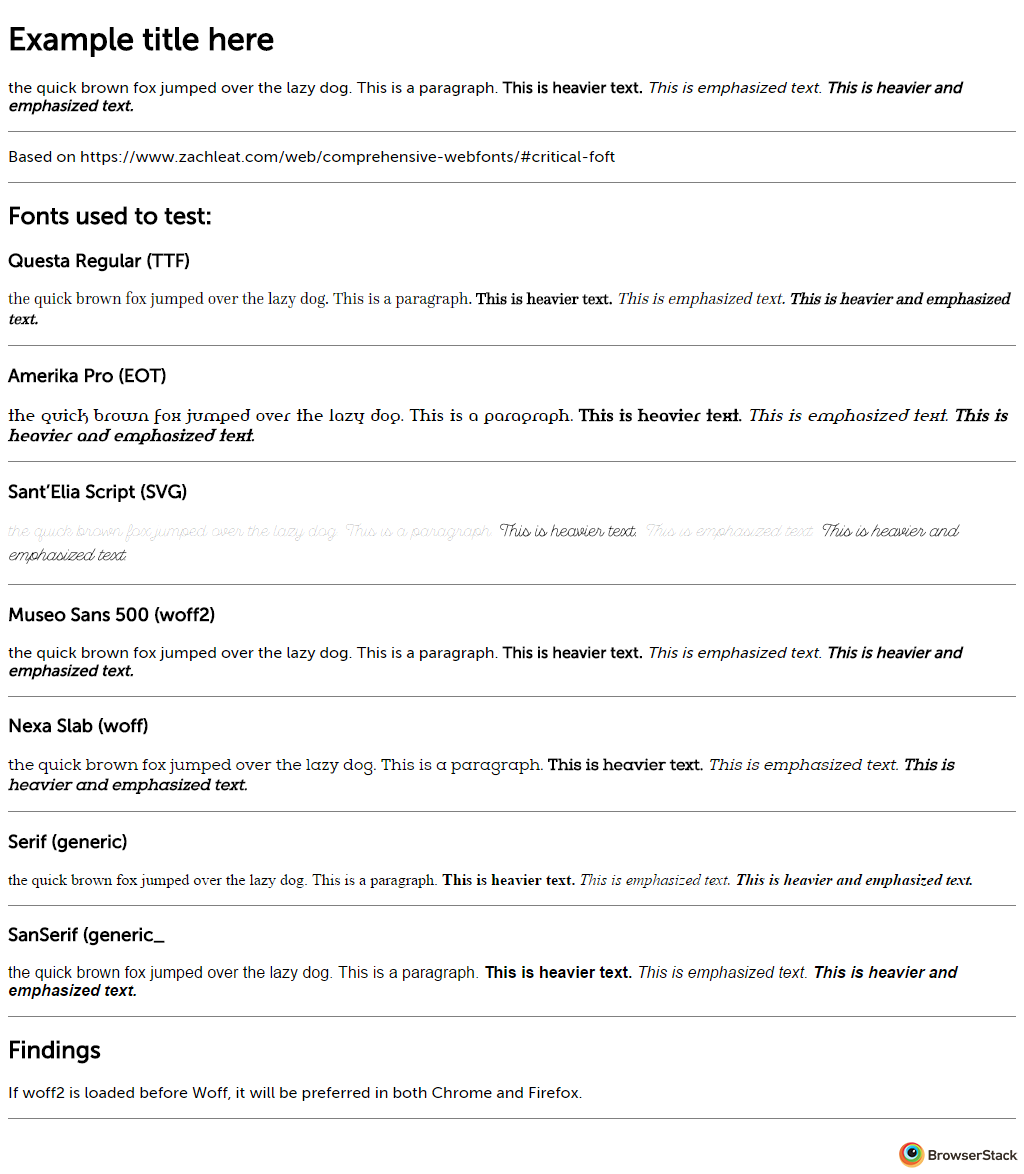 Example title here
the quick brown fox jumped over the lazy dog. This is a paragraph. This is heavier text. This is emphasized text. This is heavier and
emphasized text.
Based on https://www.zachleat.com/web/comprehensive-webfonts/#critical-foft
Fonts used to test:
Questa Regular (TTF)
the quick brown fox jumped over the lazy dog. This is a paragraph. This is heavier text. This is emphasized text. This is heavier and emphasized
text.
Amerika Pro (EOT)
the quick brown fox jumped over the lazy dog. This is a paragraph. This is heavier text. This is emphasized text. This is
heavier and emphasized text.
Sant’Elia Script (SVG)
the quick brown fox jumped over the lazy dog. This is a paragraph. This is heavier text. This is emphasized text. This is heavier and
emphasized text.
Museo Sans 500 (woff2)
the quick brown fox jumped over the lazy dog. This is a paragraph. This is heavier text. This is emphasized text. This is heavier and
emphasized text.
Nexa Slab (woff)
the quick brown fox jumped over the lazy dog. This is a paragraph. This is heavier text. This is emphasized text. This is
heavier and emphasized text.
Serif (generic)
the quick brown fox jumped over the lazy dog. This is a paragraph. This is heavier text. This is emphasized text. This is heavier and emphasized text.
SanSerif (generic_
the quick brown fox jumped over the lazy dog. This is a paragraph. This is heavier text. This is emphasized text. This is heavier and
emphasized text.
Findings
If woff2 is loaded before Woff, it will be preferred in both Chrome and Firefox.
BrowserStack